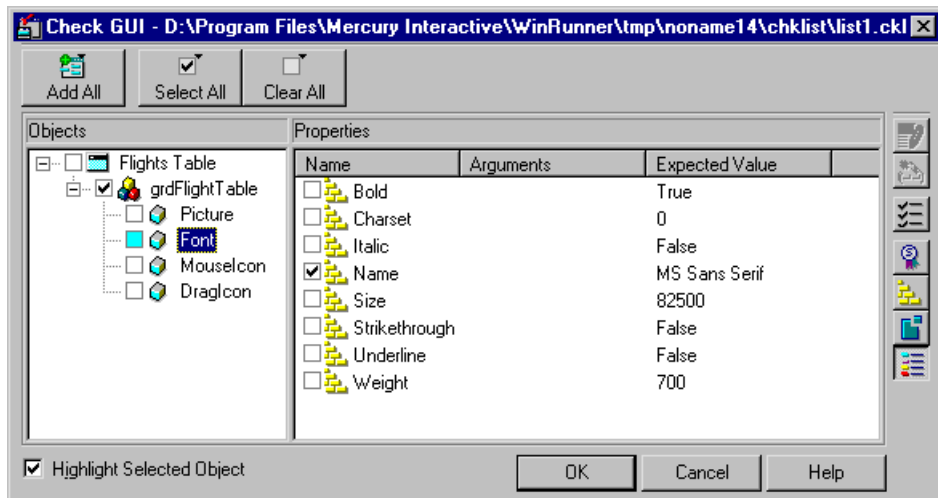 Check GUI - D:\Program Files\Mercury Interactive\WinRunner\tmp\noname14\chklist\list1.ckl
Add All Select All Clear All
Objects Properties
Flights Table Name Arguments Expected Value
grdFlightTable Bold True
Picture Charset 0
Font Italic False
MouseIcon Name MS Sans Serif
DragIcon Size 82500
Strikethrough False
Underline False
Weight 700
Highlight Selected Object OK Cancel Help